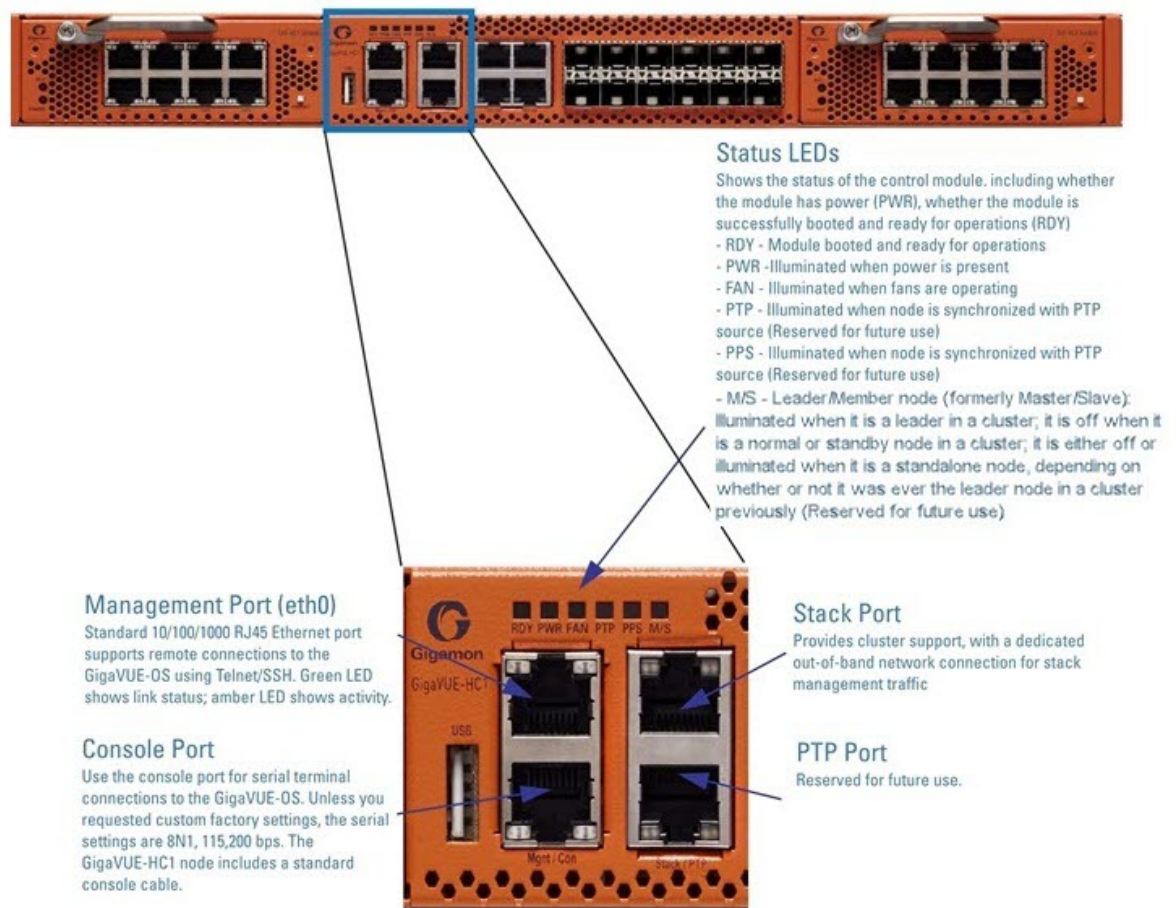 Gigamon
Status LEDs
Shows the status of the control module. including whether
the module has power (PWR), whether the module is
successfully booted and ready for operations (RDY)
- RDY - Module booted and ready for operations
- PWR -Illuminated when power is present
- FAN - Illuminated when fans are operating
- PTP - Illuminated when node is synchronized with PTP
source (Reserved for future use)
- PPS - Illuminated when node is synchronized with PTP
source (Reserved for future use)
- M/S - Leader/Member node (formerly Master/Slave):
Illuminated when it is a leader in a cluster; it is off when it
is a normal or standby node in a cluster; it is either off or
illuminated when it is a standalone node, depending on
whether or not it was ever the leader node in a cluster
previously (Reserved for future use)
Management Port (eth0)
Standard 10/100/1000 RJ45 Ethernet port
supports remote connections to the
GigaVUE-OS using Telnet/SSH. Green LED
shows link status; amber LED shows activity.
Console Port
Use the console port for serial terminal
connections to the GigaVUE-OS. Unless you
requested custom factory settings, the serial
settings are 8N1, 115,200 bps. The
GigaVUE-HC1 node includes a standard
console cable.
RDY PWR FAN PTP PPS M/S
Gigamon
GigaVUE-HC1
USB
Mgnt / Con
Stack / PTP
Stack Port
Provides cluster support, with a dedicated
out-of-band network connection for stack
management traffic
PTP Port
Reserved for future use.